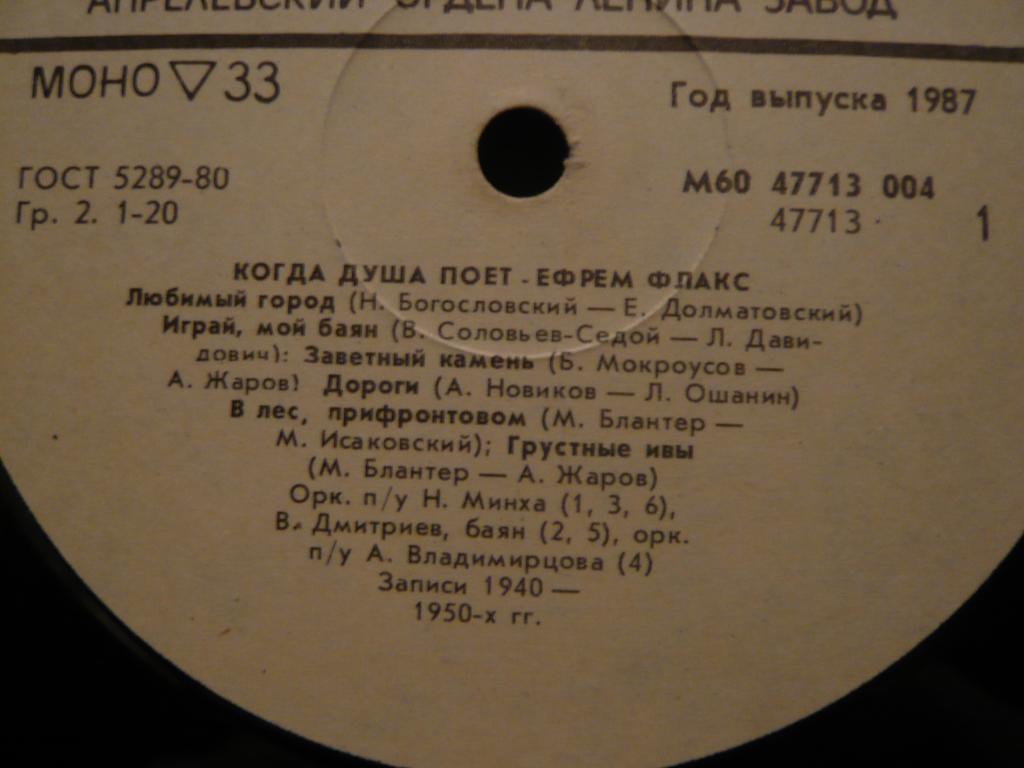 АПРЕЛЕВСКИЙ ОРДЕНА ЛЕНИНА ЗАВОД
МОНО ▽ 33
Год выпуска 1987
ГОСТ 5289-80
Гр. 2. 1-20
М60 47713 004
47713
1
КОГДА ДУША ПОЕТ - ЕФРЕМ ФЛАКС
Любимый город (Н. Богословский — Е. Долматовский)
Играй, мой баян (В. Соловьев-Седой — Л. Дави-
дович): Заветный камень (Б. Мокроусов —
А. Жаров) Дороги (А. Новиков — Л. Ошанин)
В лес, прифронтовом (М. Блантер —
М. Исаковский); Грустные ивы
(М. Блантер — А. Жаров)
Орк. п/у Н. Минха (1, 3, 6),
В. Дмитриев, баян (2, 5), орк.
п/у А. Владимирцова (4)
Записи 1940 —
1950-х гг.